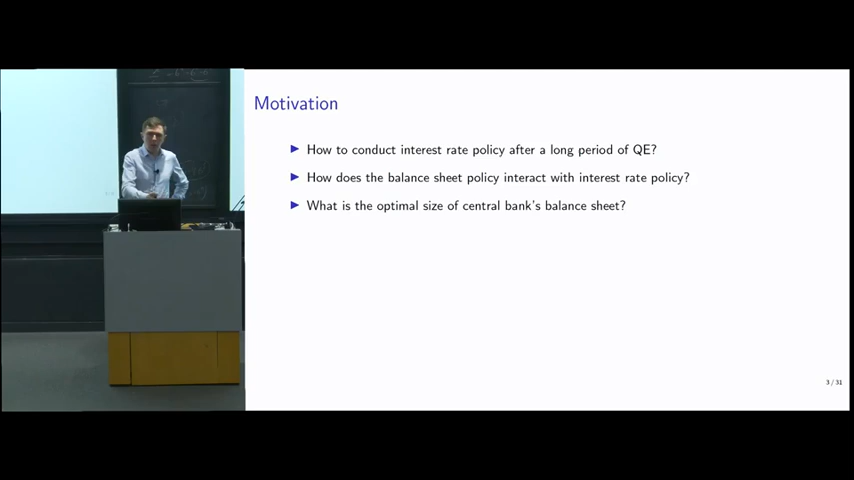 Motivation
How to conduct interest rate policy after a long period of QE?
How does the balance sheet policy interact with interest rate policy?
What is the optimal size of central bank's balance sheet?
3 / 31